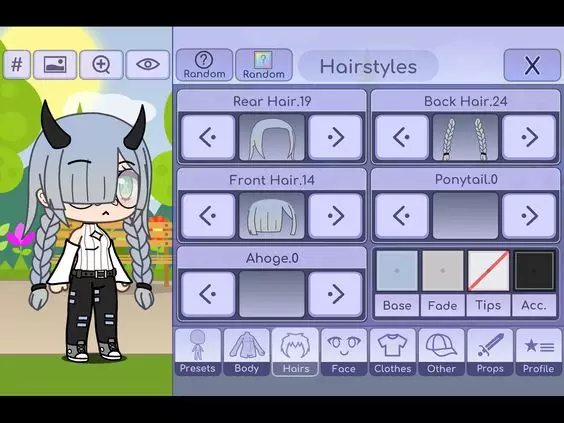 #
Random
Random
Hairstyles
X
Rear Hair.19
Back Hair.24
Front Hair.14
Ponytail.0
Ahoge.0
Base
Fade
Tips
Acc.
Presets
Body
Hairs
Face
Clothes
Other
Props
Profile